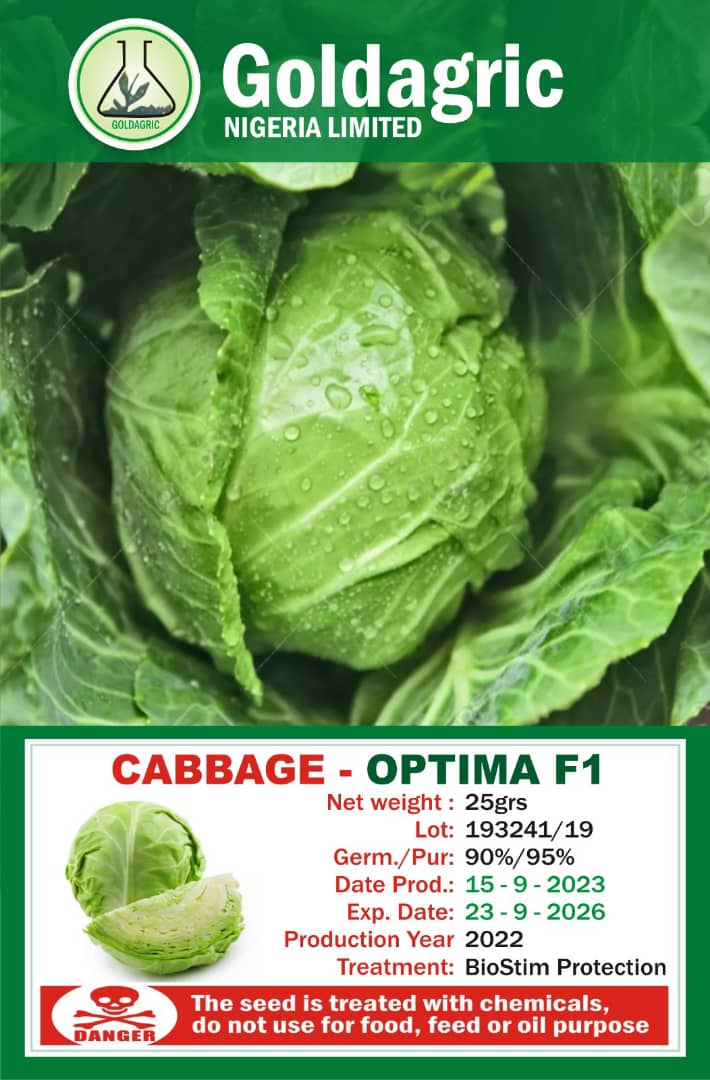 GOLDAGRIC
Goldagric
NIGERIA LIMITED
CABBAGE - OPTIMA F1
Net weight : 25grs
Lot: 193241/19
Germ./Pur: 90%/95%
Date Prod.: 15 - 9 - 2023
Exp. Date: 23 - 9 - 2026
Production Year 2022
Treatment: BioStim Protection
DANGER
The seed is treated with chemicals,
do not use for food, feed or oil purpose